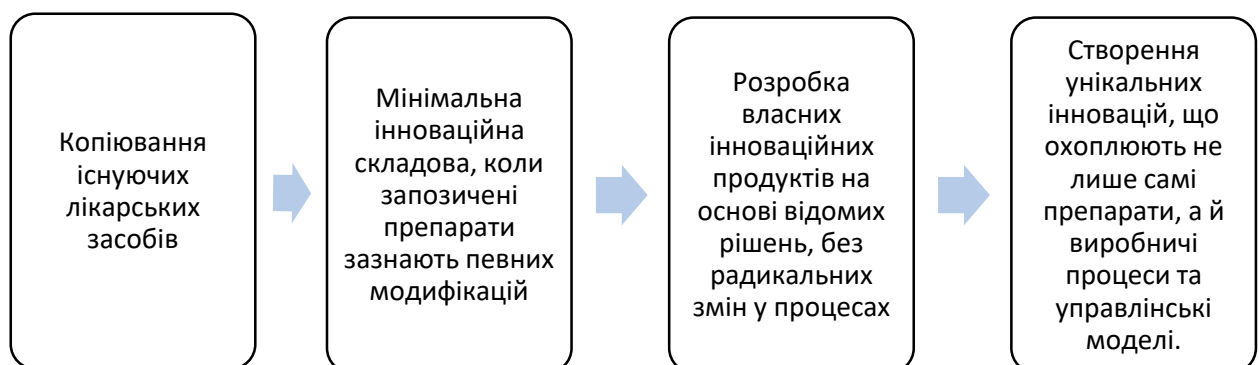 Копіювання
існуючих
лікарських
засобів
Мінімальна
інноваційна
складова, коли
запозичені
препарати
зазнають певних
модифікацій
Розробка
власних
інноваційних
продуктів на
основі відомих
рішень, без
радикальних
змін у процесах
Створення
унікальних
інновацій, що
охоплюють не
лише самі
препарати, а й
виробничі
процеси та
управлінські
моделі.